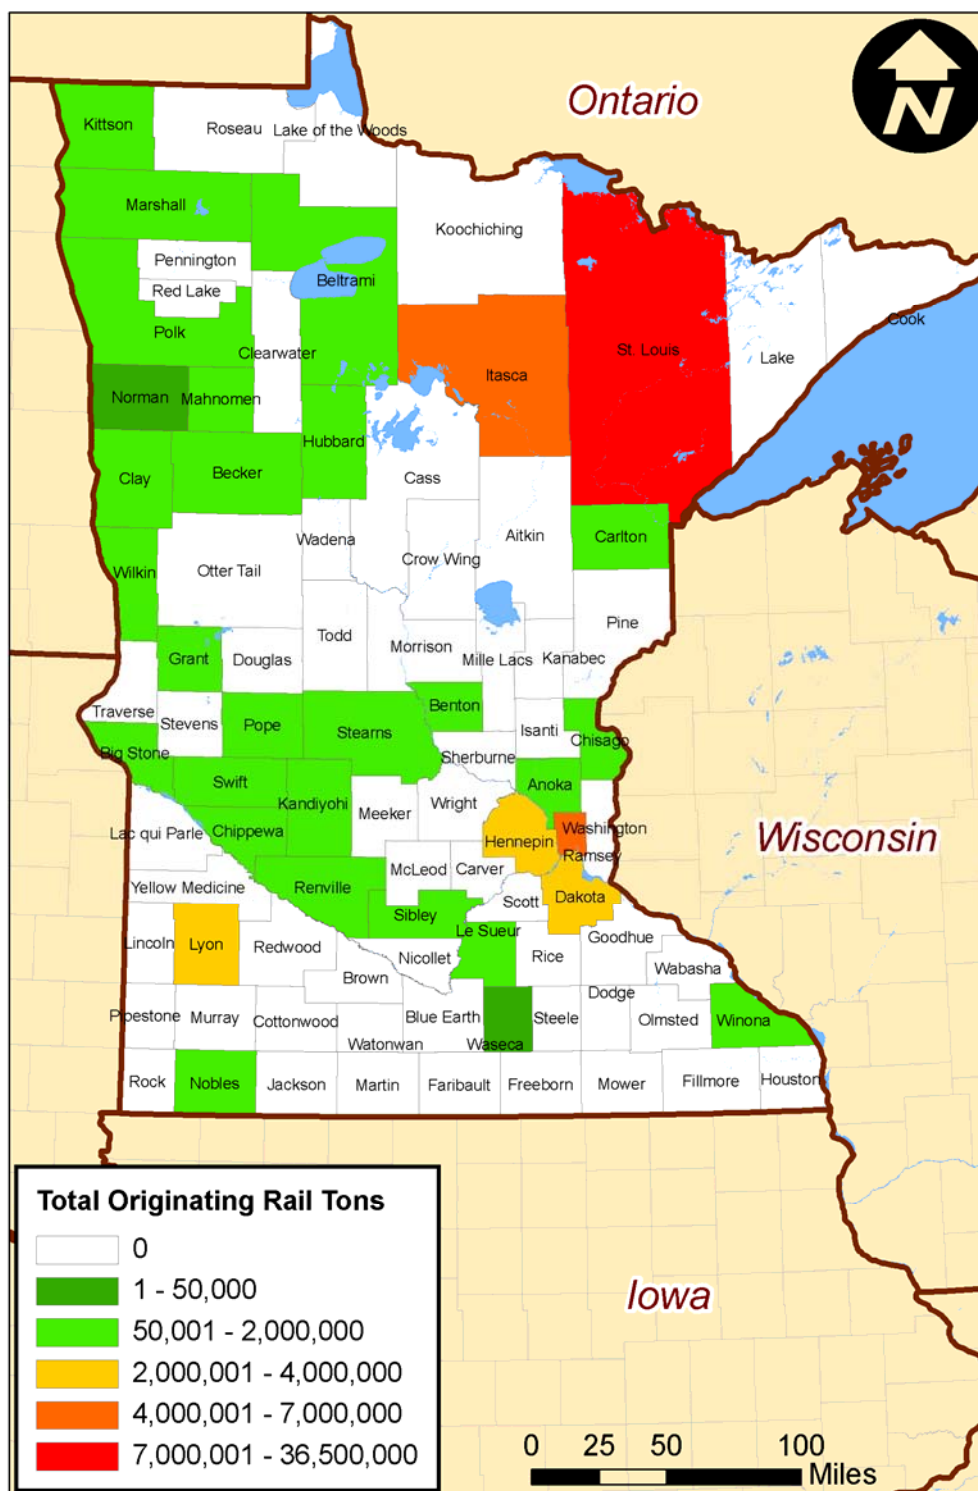 Ontario
N
Kittson
Roseau
Lake of the Woods
Marshall
Koochiching
Pennington
Beltrami
Red Lake
Cook
Polk
Clearwater
St. Louis
Lake
Itasca
Norman
Mahnomen
Hubbard
Clay
Becker
Cass
Wadena
Aitkin
Carlton
Crow Wing
Wilkin
Otter Tail
Pine
Todd
Morrison
Grant
Douglas
Mille Lacs
Kanabec
Benton
Traverse
Stevens
Pope
Stearns
Isanti
Chisago
Big Stone
Sherburne
Swift
Anoka
Kandiyohi
Wright
Meeker
Lac qui Parle
Chippewa
Hennepin
Washington
Wisconsin
Ramsey
McLeod
Carver
Yellow Medicine
Renville
Dakota
Scott
Sibley
Le Sueur
Lincoln
Lyon
Redwood
Goodhue
Nicollet
Rice
Brown
Wabasha
Dodge
Pipestone
Murray
Cottonwood
Blue Earth
Steele
Olmsted
Winona
Watonwan
Waseca
Rock
Nobles
Jackson
Martin
Faribault
Freeborn
Mower
Fillmore
Houston
Total Originating Rail Tons
0
1 - 50,000
50,001 - 2,000,000
2,000,001 - 4,000,000
4,000,001 - 7,000,000
7,000,001 - 36,500,000
Iowa
0 25 50 100
Miles